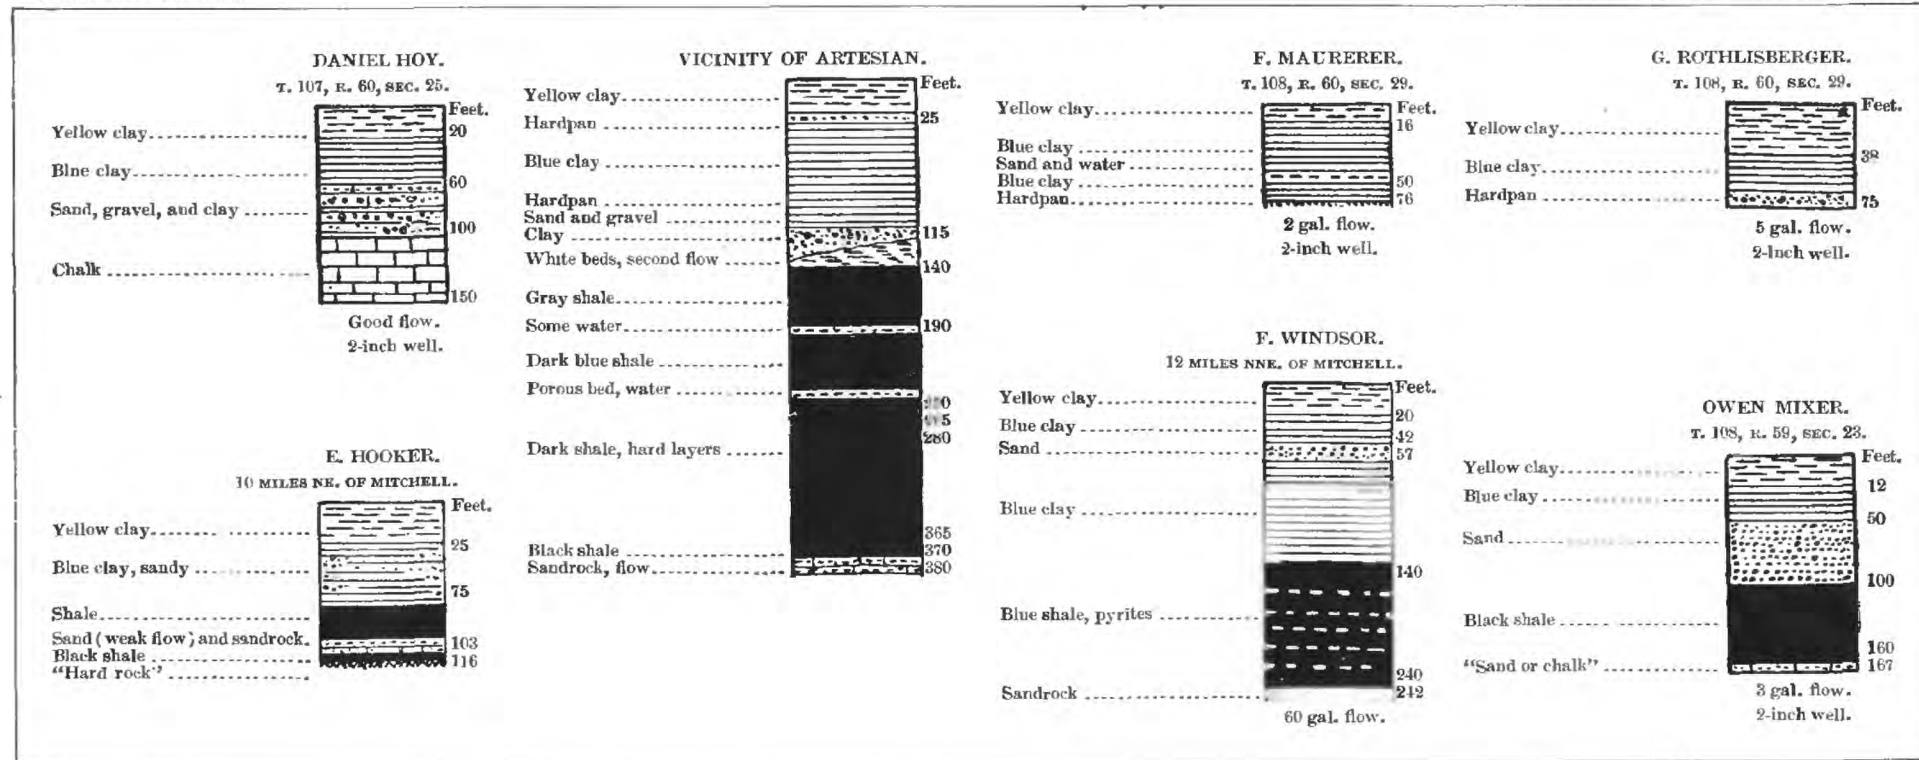 DANIEL HOY.
T. 107, R. 60, SEC. 25.
Feet.
Yellow clay
20
Blue clay
60
Sand, gravel, and clay
100
Chalk
150
Good flow.
2-inch well.
E. HOOKER.
10 MILES NE. OF MITCHELL.
Feet.
Yellow clay
25
Blue clay, sandy
75
Shale
Sand (weak flow) and sandrock.
103
Black shale
116
"Hard rock"
VICINITY OF ARTESIAN.
Feet.
Yellow clay
Hardpan
25
Blue clay
Hardpan
Sand and gravel
Clay
115
White beds, second flow
140
Gray shale
Some water
190
Dark blue shale
Porous bed, water
280
Dark shale, hard layers
365
Black shale
370
Sandrock, flow
380
F. MAURERER.
T. 108, R. 60, SEC. 29.
Feet.
Yellow clay
16
Blue clay
Sand and water
Blue clay
50
Hardpan
76
2 gal. flow.
2-inch well.
F. WINDSOR.
12 MILES NNE. OF MITCHELL.
Feet.
Yellow clay
20
Blue clay
42
Sand
57
Blue clay
140
Blue shale, pyrites
240
Sandrock
242
60 gal. flow.
G. ROTHLISBERGER.
T. 108, R. 60, SEC. 29.
Feet.
Yellow clay
38
Blue clay
Hardpan
75
5 gal. flow.
2-inch well.
OWEN MIXER.
T. 108, R. 59, SEC. 23.
Feet.
Yellow clay
12
Blue clay
50
Sand
100
Black shale
160
"Sand or chalk"
167
3 gal. flow.
2-inch well.